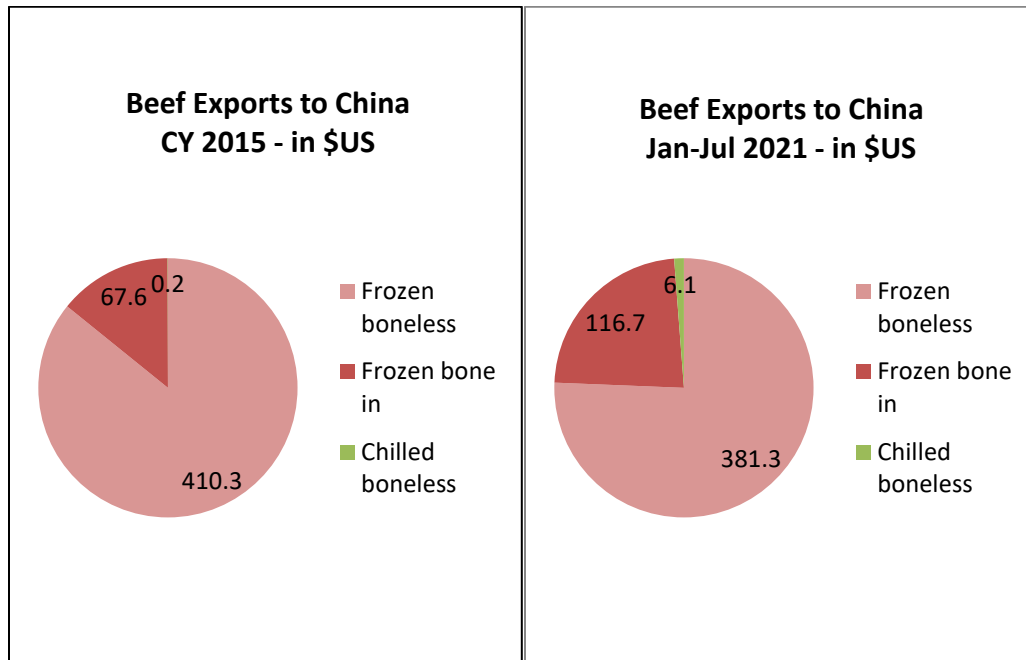 Beef Exports to China
CY 2015 - in $US
0.2
67.6
410.3
Frozen
boneless
Frozen bone
in
Chilled
boneless
Beef Exports to China
Jan-Jul 2021 - in $US
6.1
116.7
381.3
Frozen
boneless
Frozen bone
in
Chilled
boneless